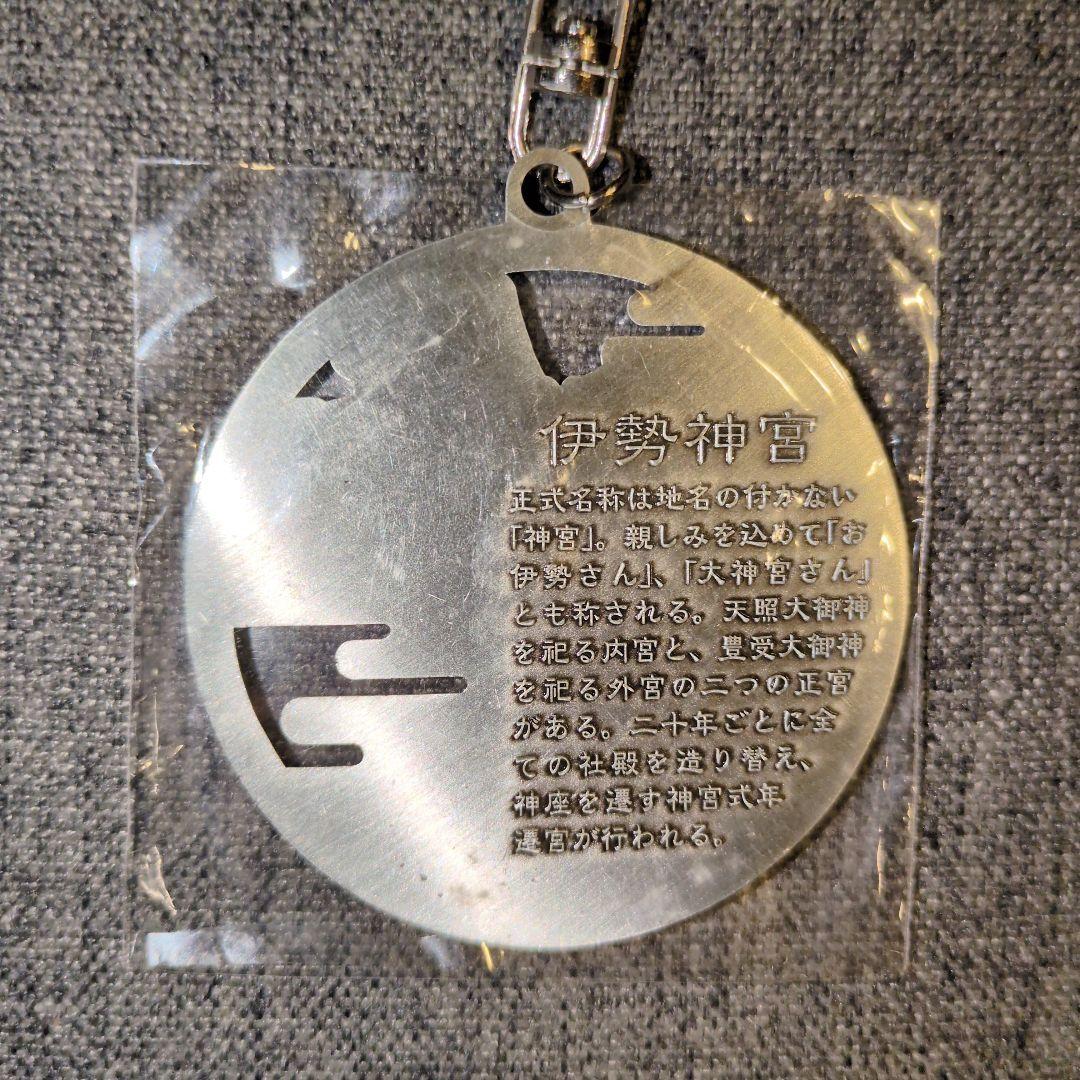 伊勢神宮
正式名称は地名の付かない
「神宮」。親しみを込めて「お
伊勢さん」、「大神宮さん」
とも称される。天照大御神
を祀る内宮と、豊受大御神
を祀る外宮の二つの正宮
がある。二十年ごとに全
ての社殿を造り替え、
神座を遷す神宮式年
遷宮が行われる。